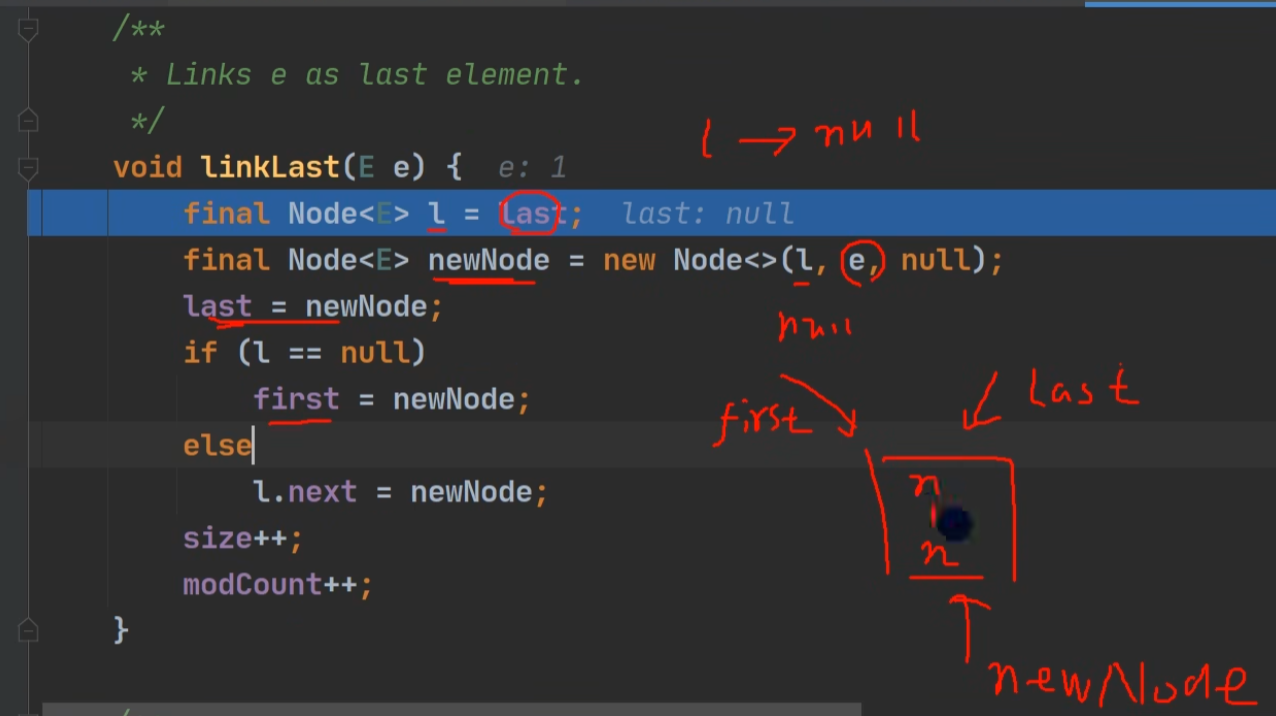 /**
* Links e as last element.
*/
l → null
void linkLast(E e) {  e: 1
final Node<E> l = last;  last: null
final Node<E> newNode = new Node<>(l, e, null);
last = newNode;
null
if (l == null)
last
first = newNode;
first
else
n
l.next = newNode;
1
size++;
n
modCount++;
}
newNode